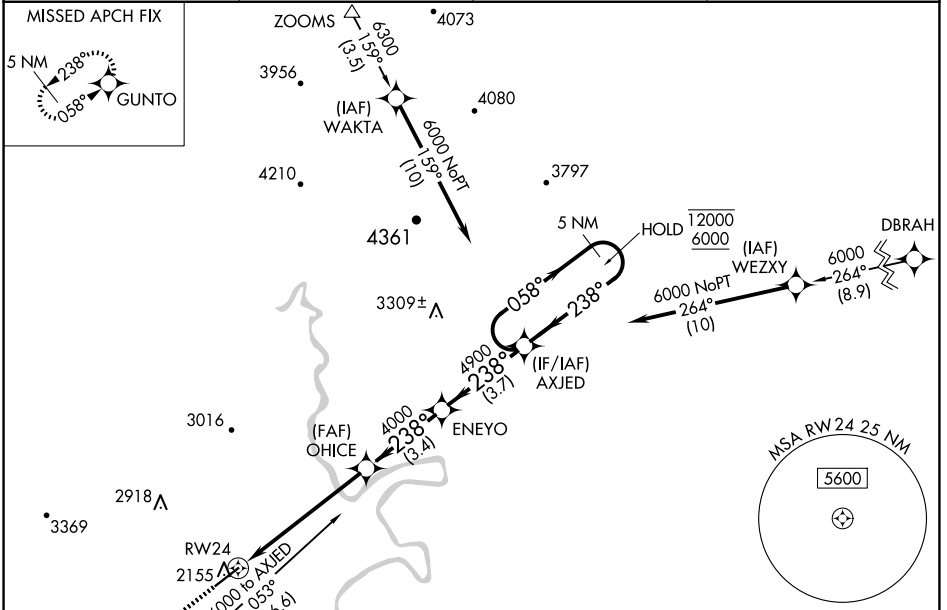 MISSED APCH FIX
5 NM
238°
058°
GUNTO
ZOOMS
6300
159°
(3.5)
4073
3956
(IAF)
WAKTA
4080
6000 NoPT
159°
(10)
4210
3797
4361
5 NM
HOLD
12000
6000
DBRAH
(IAF)
WEZXY
6000
264°
(8.9)
6000 NoPT
264°
(10)
058°
238°
3309±
(IF/IAF)
AXJED
4900
238°
(3.7)
ENEYO
4000
238°
(3.4)
3016
(FAF)
OHICE
MSA RW 24 25 NM
5600
2918
3369
RW24
2155
to AXJED
053°